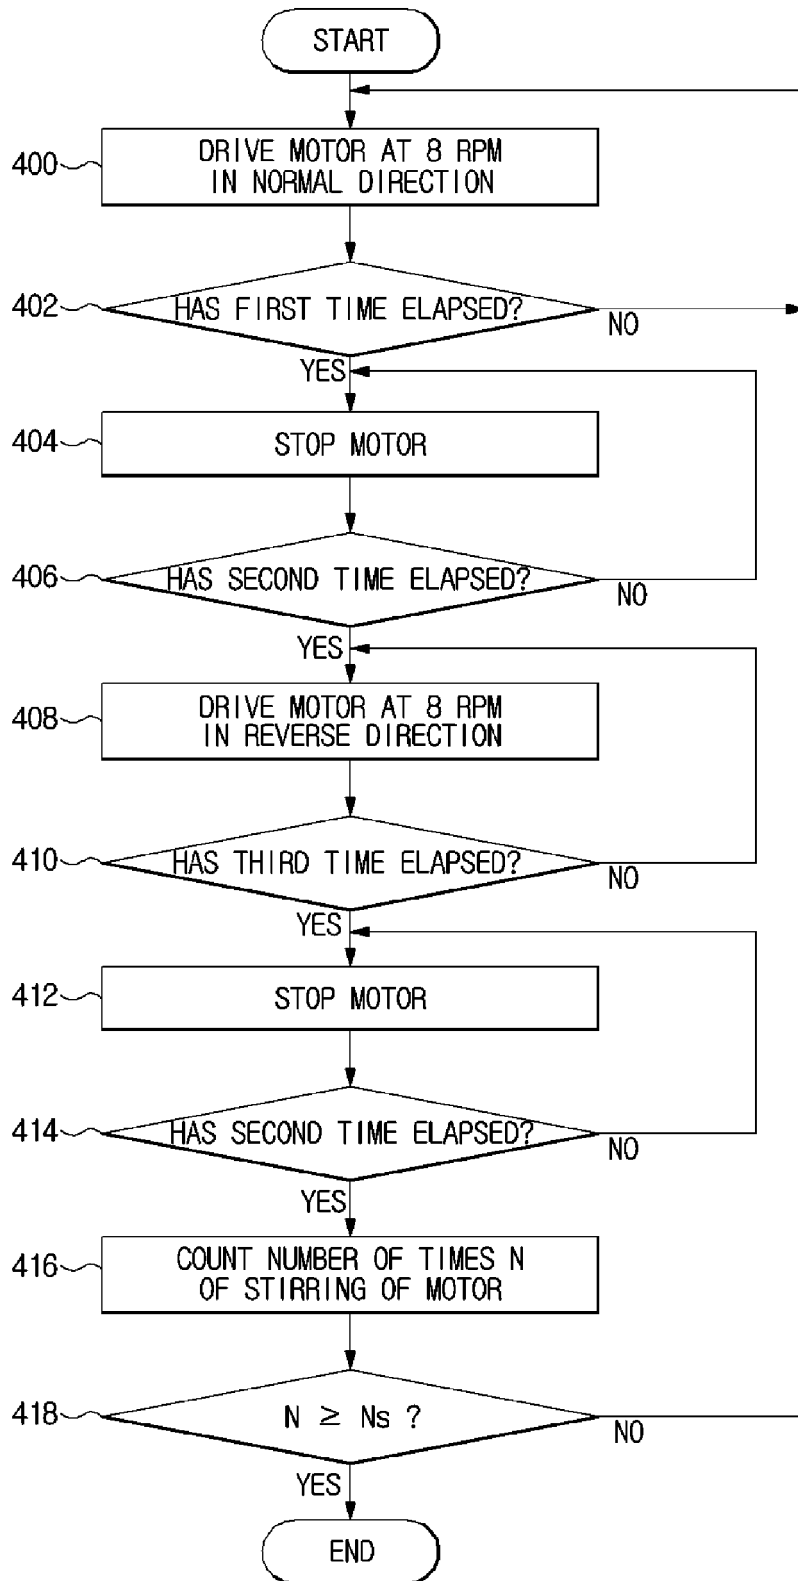 START
400
DRIVE MOTOR AT 8 RPM
IN NORMAL DIRECTION
402
HAS FIRST TIME ELAPSED?
NO
YES
404
STOP MOTOR
406
HAS SECOND TIME ELAPSED?
NO
YES
408
DRIVE MOTOR AT 8 RPM
IN REVERSE DIRECTION
410
HAS THIRD TIME ELAPSED?
NO
YES
412
STOP MOTOR
414
HAS SECOND TIME ELAPSED?
NO
YES
416
COUNT NUMBER OF TIMES N
OF STIRRING OF MOTOR
418
N ≥ Ns ?
NO
YES
END